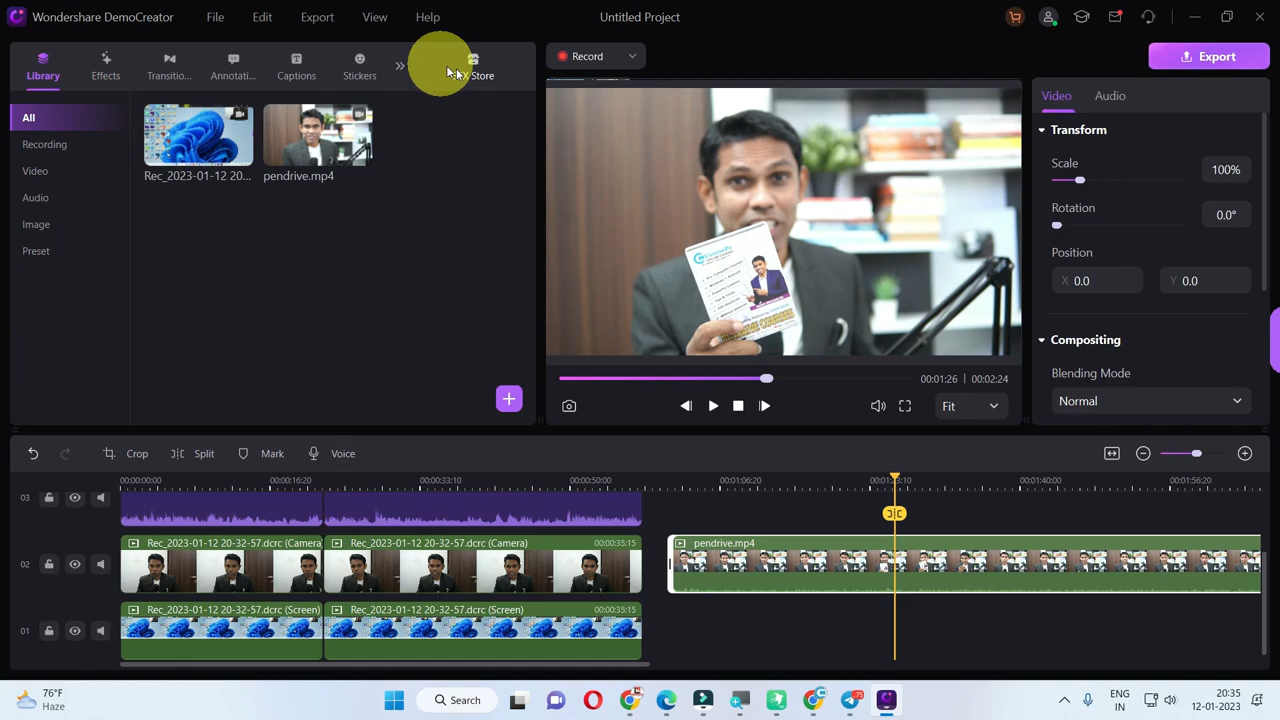 Wondershare DemoCreator
File
Edit
Export
View
Help
Untitled Project
Library
Effects
Transitio...
Annotati...
Captions
Stickers
X Store
Record
Export
All
Recording
Video
Audio
Image
Preset
Rec_2023-01-12 20...
pendrive.mp4
00:01:26 | 00:02:24
Fit
Video
Audio
Transform
Scale
100%
Rotation
0.0°
Position
X 0.0
Y 0.0
Compositing
Blending Mode
Normal
Crop
Split
Mark
Voice
00:00:00:00
00:00:16:20
00:00:33:10
00:00:50:00
00:01:06:20
00:01:40:00
00:01:56:20
03
Rec_2023-01-12 20-32-57.dcrc (Camera
Rec_2023-01-12 20-32-57.dcrc (Camera)
00:00:35:15
pendrive.mp4
02
Rec_2023-01-12 20-32-57.dcrc (Screen)
Rec_2023-01-12 20-32-57.dcrc (Screen)
00:00:35:15
01
76°F
Haze
Search
75
ENG
IN
20:35
12-01-2023